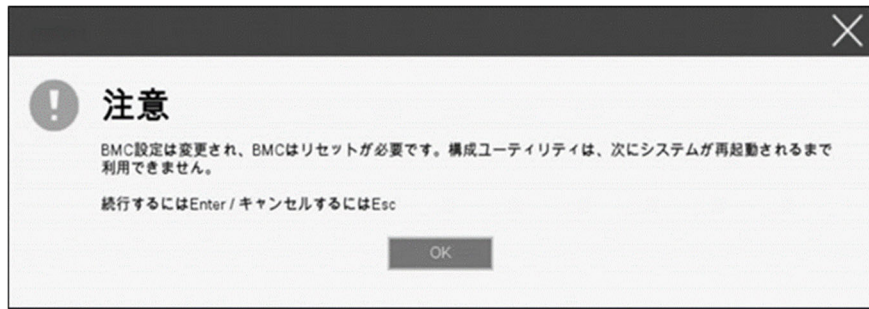 注意
BMC設定は変更され、BMCはリセットが必要です。構成ユーティリティは、次にシステムが再起動されるまで
利用できません。
続行するにはEnter / キャンセルするにはEsc
OK